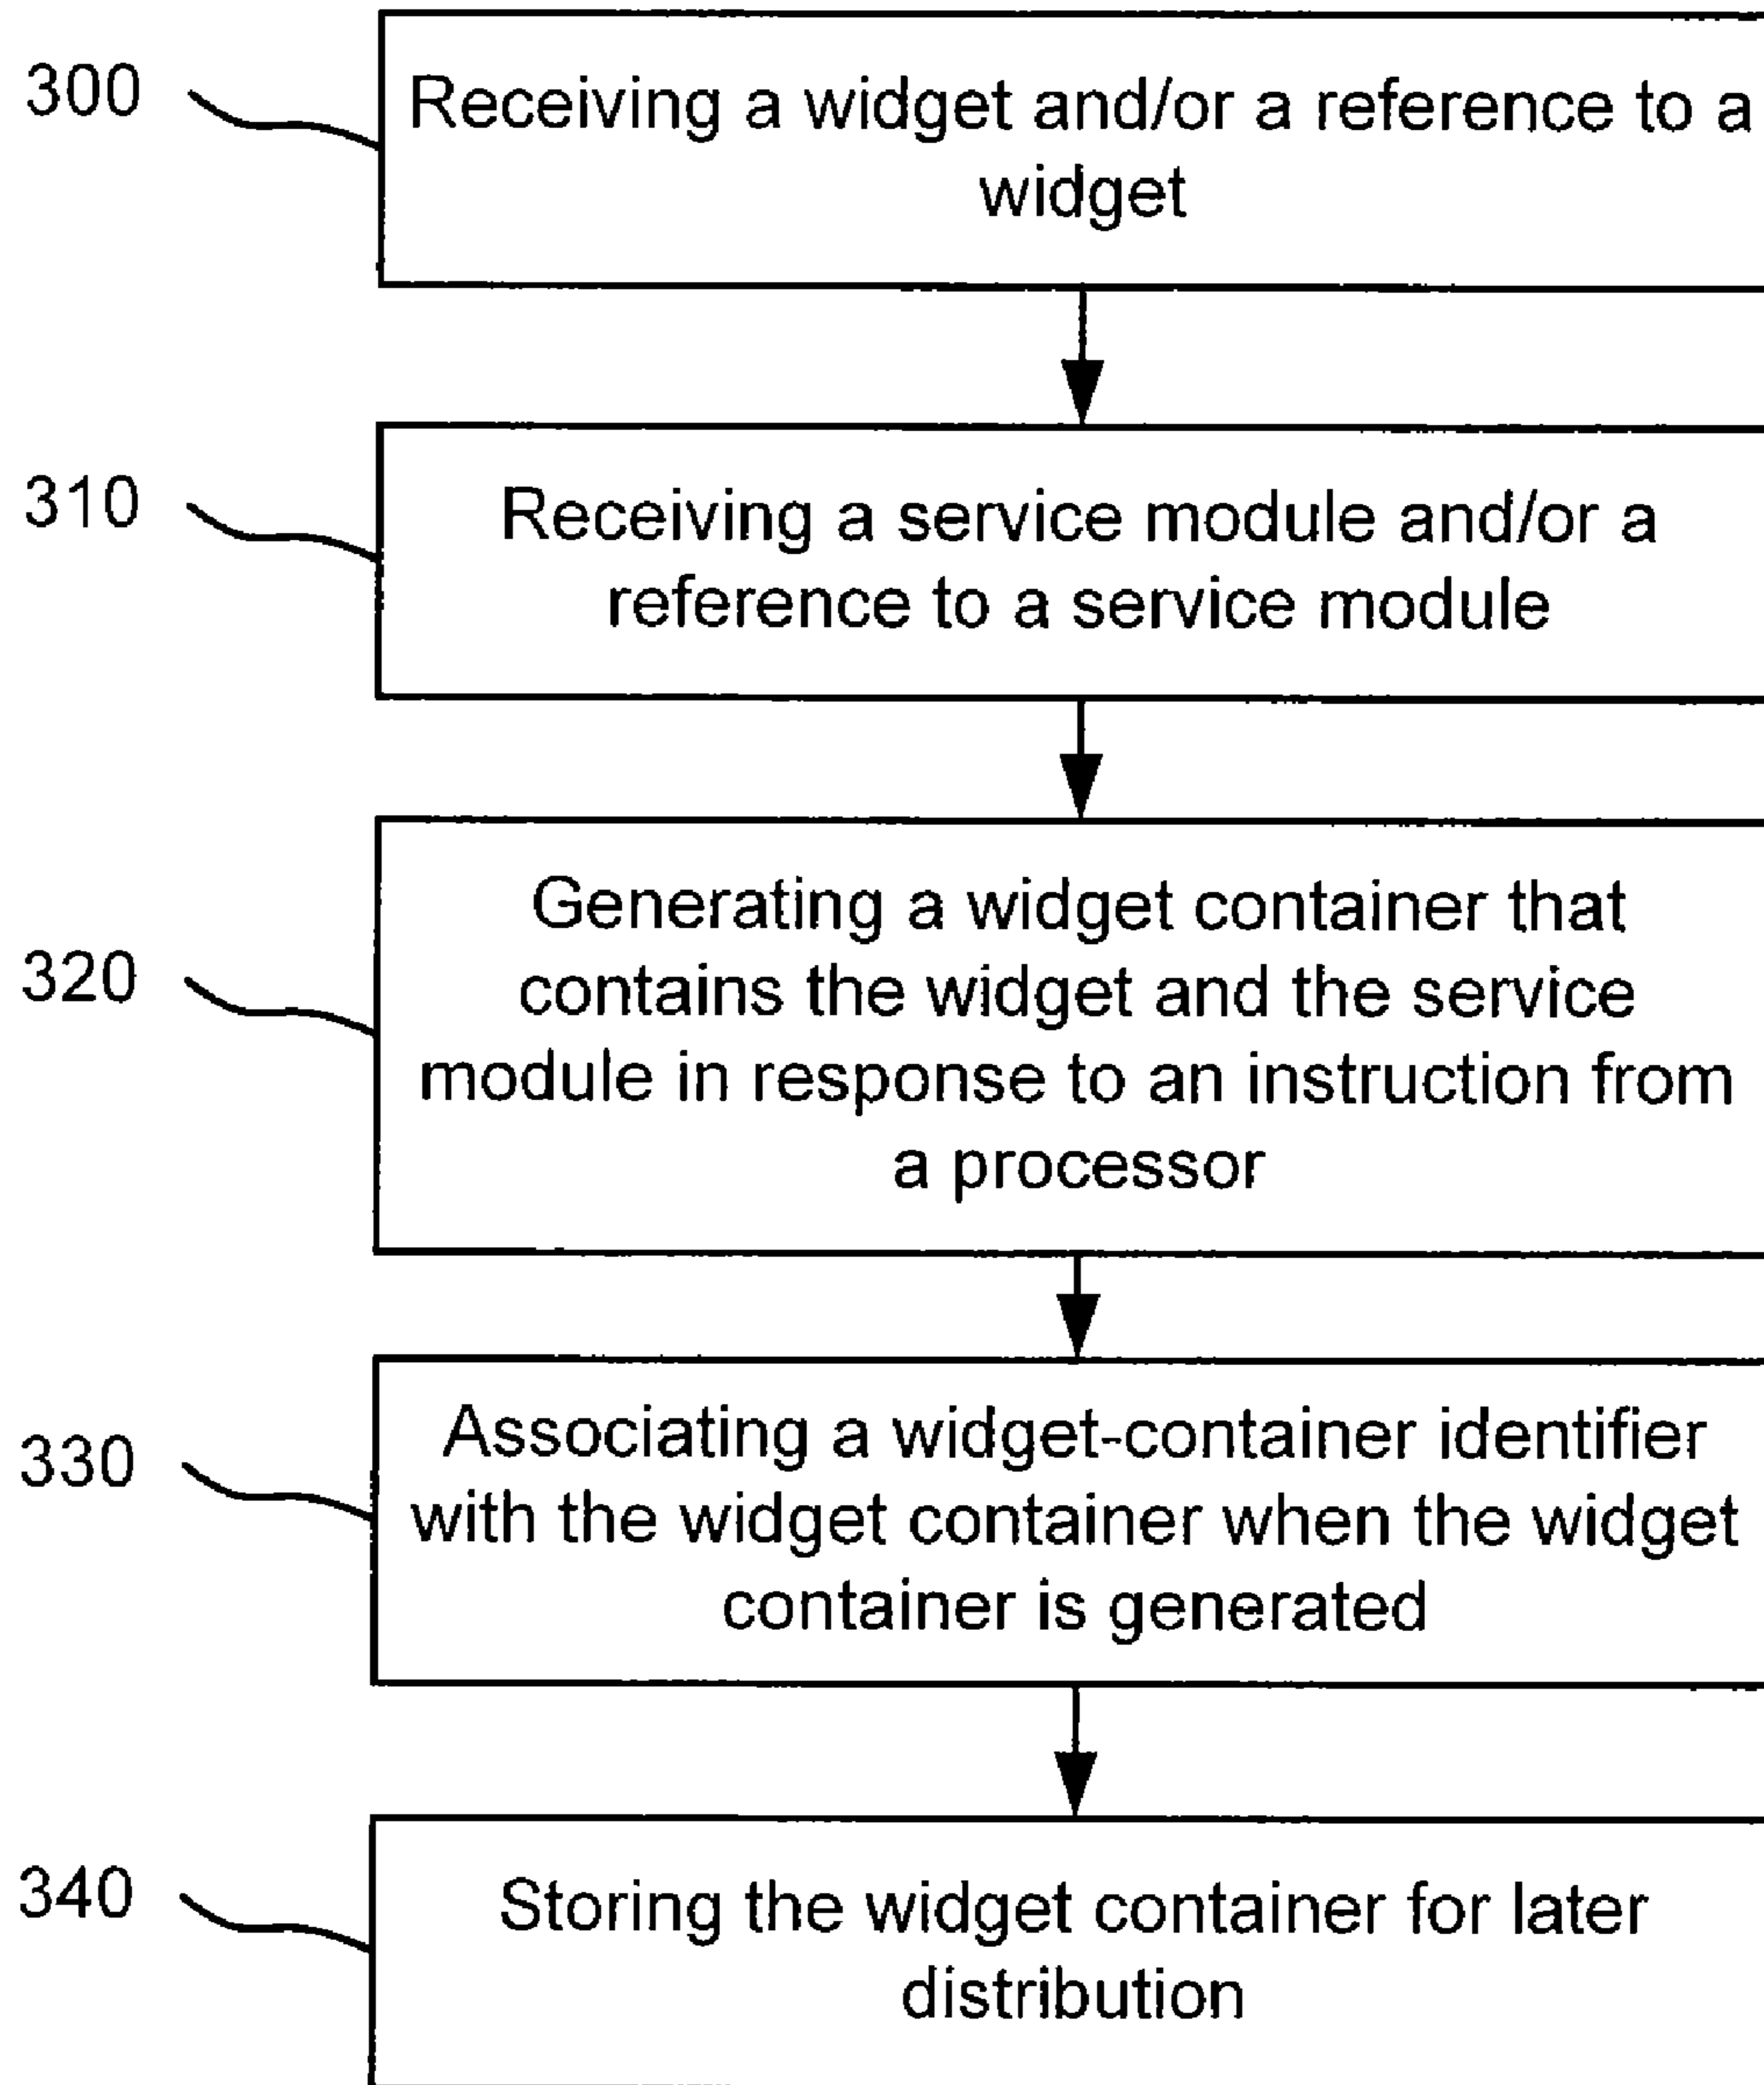 300
Receiving a widget and/or a reference to a
widget
310
Receiving a service module and/or a
reference to a service module
320
Generating a widget container that
contains the widget and the service
module in response to an instruction from
a processor
330
Associating a widget-container identifier
with the widget container when the widget
container is generated
340
Storing the widget container for later
distribution